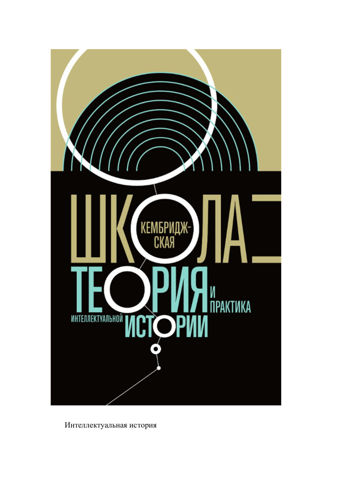 КЕМБРИДЖ-
СКАЯ
ШКОЛА
ТЕОРИЯ
И
ПРАКТИКА
ИНТЕЛЛЕКТУАЛЬНОЙ
ИСТОРИИ
Интеллектуальная история